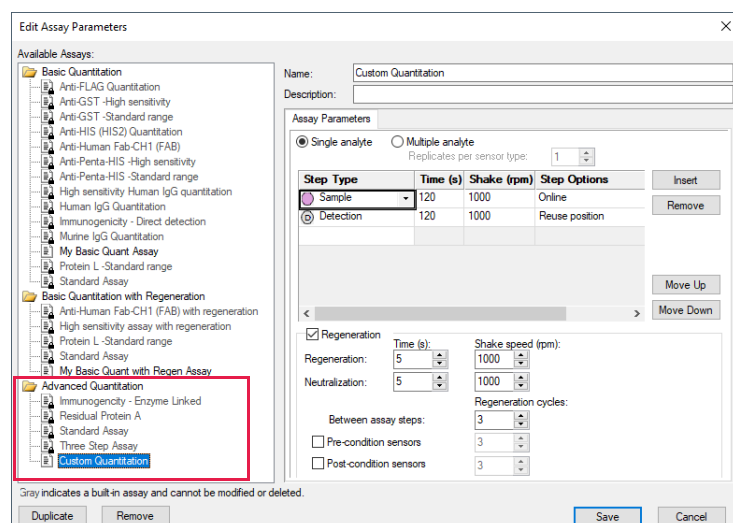 Edit Assay Parameters
Available Assays:
Basic Quantitation
Anti-FLAG Quantitation
Anti-GST -High sensitivity
Anti-GST -Standard range
Anti-HIS (HIS2) Quantitation
Anti-Human Fab-CH1 (FAB)
Anti-Penta-HIS -High sensitivity
Anti-Penta-HIS -Standard range
High sensitivity Human IgG quantitation
Human IgG Quantitation
Immunogenicity - Direct detection
Murine IgG Quantitation
My Basic Quant Assay
Protein L -Standard range
Standard Assay
Basic Quantitation with Regeneration
Anti-Human Fab-CH1 (FAB) with regeneration
High sensitivity assay with regeneration
Protein L -Standard range
Standard Assay
My Basic Quant with Regen Assay
Advanced Quantitation
Immunogencity - Enzyme Linked
Residual Protein A
Standard Assay
Three Step Assay
Custom Quantitation
Gray indicates a built-in assay and cannot be modified or deleted.
Duplicate Remove
Name: Custom Quantitation
Description:
Assay Parameters
Single analyte Multiple analyte
Replicates per sensor type: 1
Step Type Time (s) Shake (rpm) Step Options
Sample 120 1000 Online
D Detection 120 1000 Reuse position
Insert
Remove
Move Up
Move Down
Regeneration
Time (s): Shake speed (rpm):
Regeneration: 5 1000
Neutralization: 5 1000
Regeneration cycles:
Between assay steps: 3
Pre-condition sensors 3
Post-condition sensors 3
Save Cancel